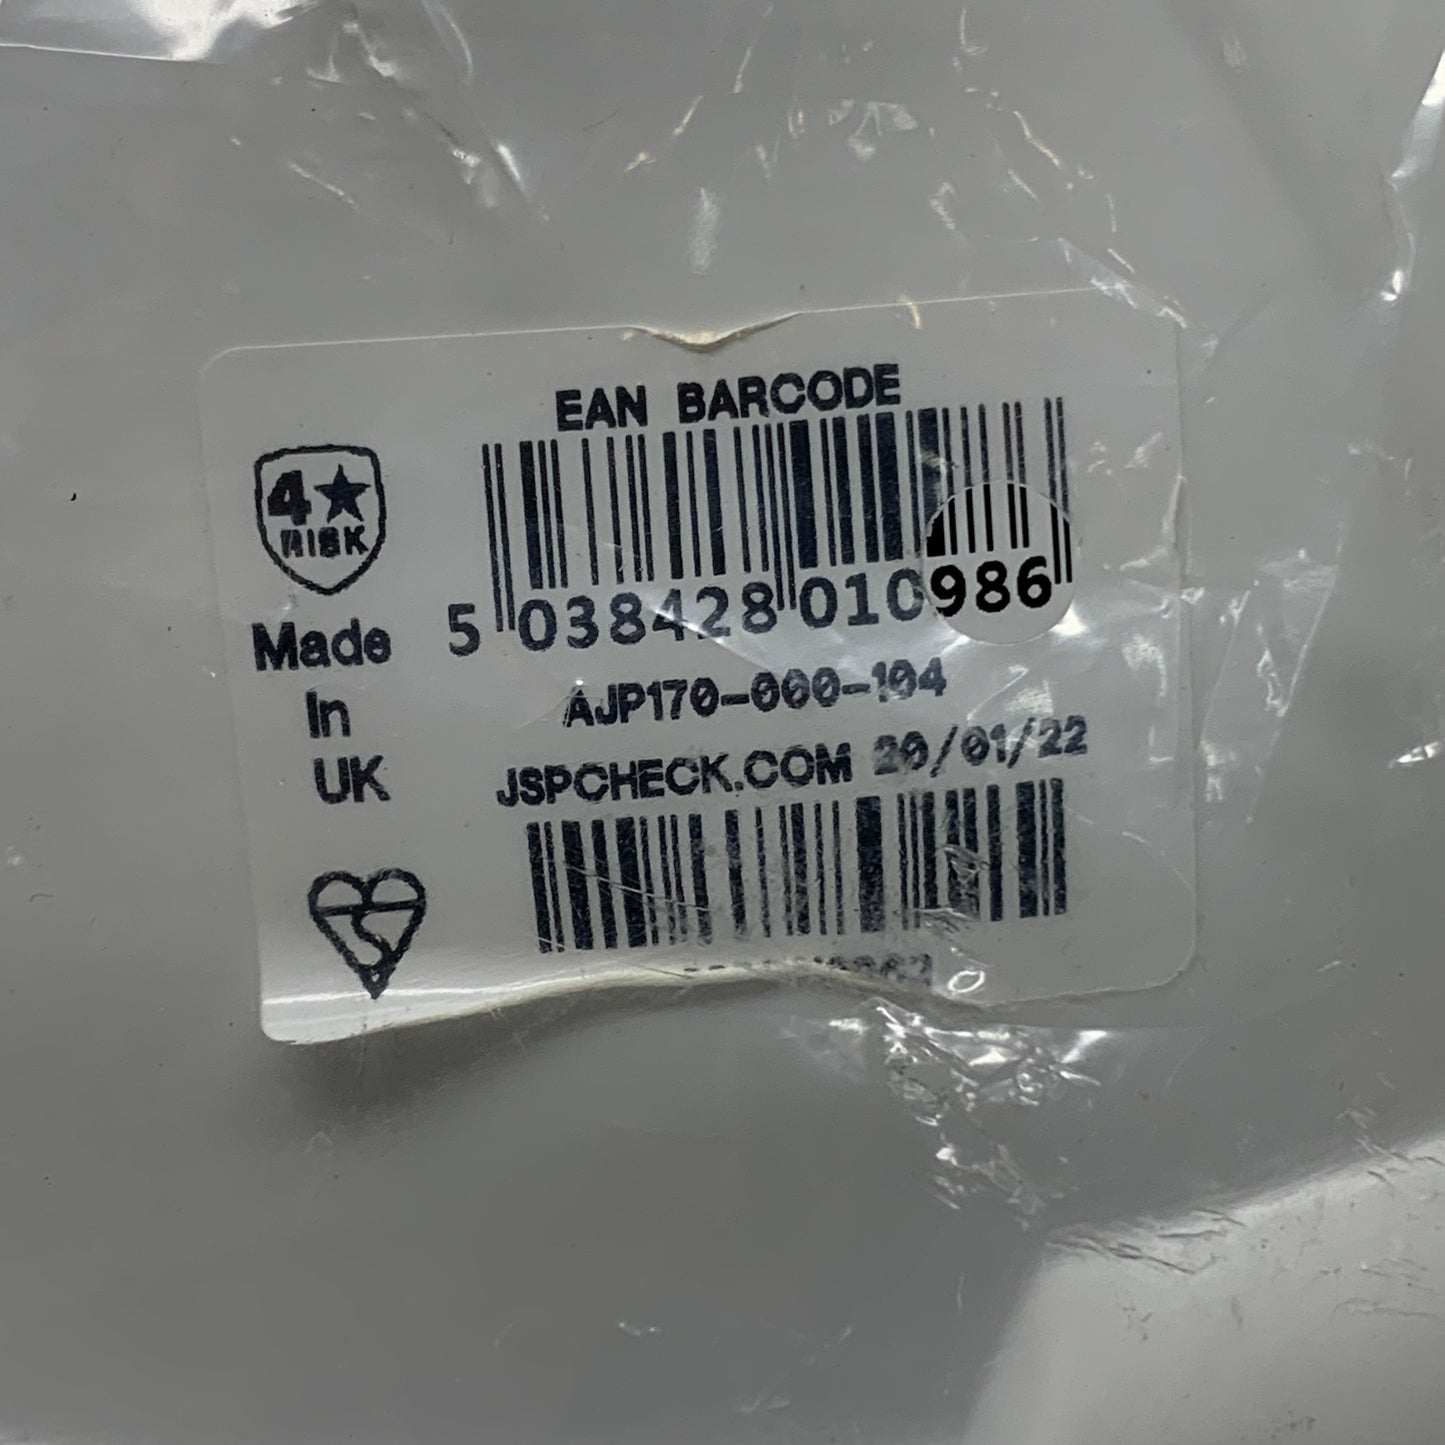 EAN BARCODE
4★
RISK
5 038428 010986
Made
In
UK
AJP170-000-104
JSPCHECK.COM 20/01/22